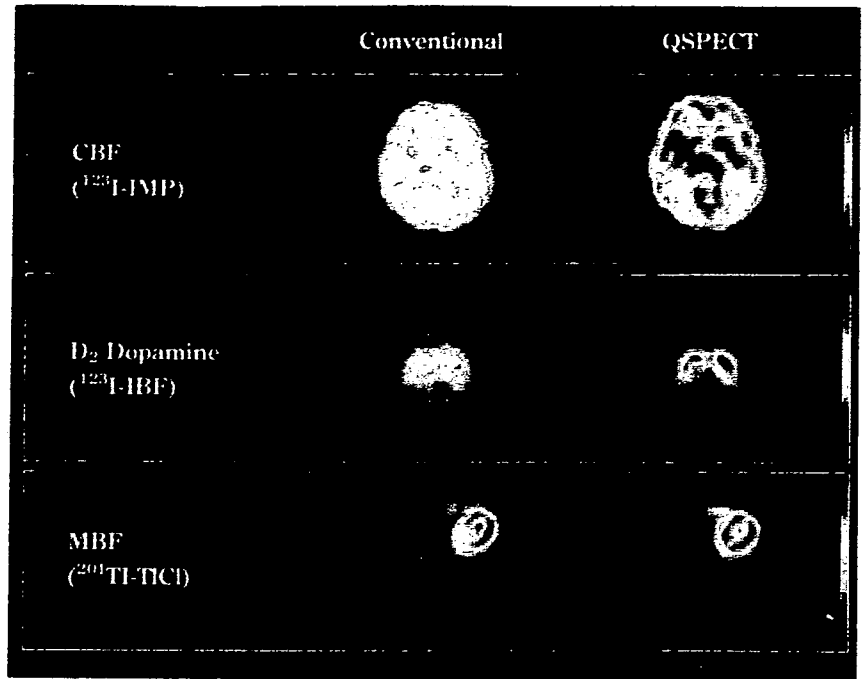 Conventional QSPECT
CBF
(¹²³I-IMP)
D₂ Dopamine
(¹²³I-IBF)
MBF
(²⁰¹Tl-TlCl)